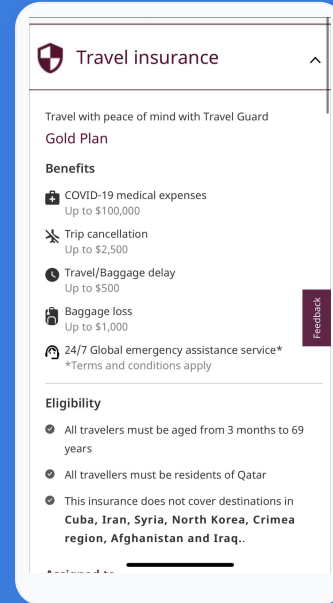 Travel insurance
Travel with peace of mind with Travel Guard
Gold Plan
Benefits
COVID-19 medical expenses
Up to $100,000
Trip cancellation
Up to $2,500
Travel/Baggage delay
Up to $500
Baggage loss
Up to $1,000
Feedback
24/7 Global emergency assistance service*
*Terms and conditions apply
Eligibility
All travelers must be aged from 3 months to 69
years
All travellers must be residents of Qatar
This insurance does not cover destinations in
Cuba, Iran, Syria, North Korea, Crimea
region, Afghanistan and Iraq..
Assigned to